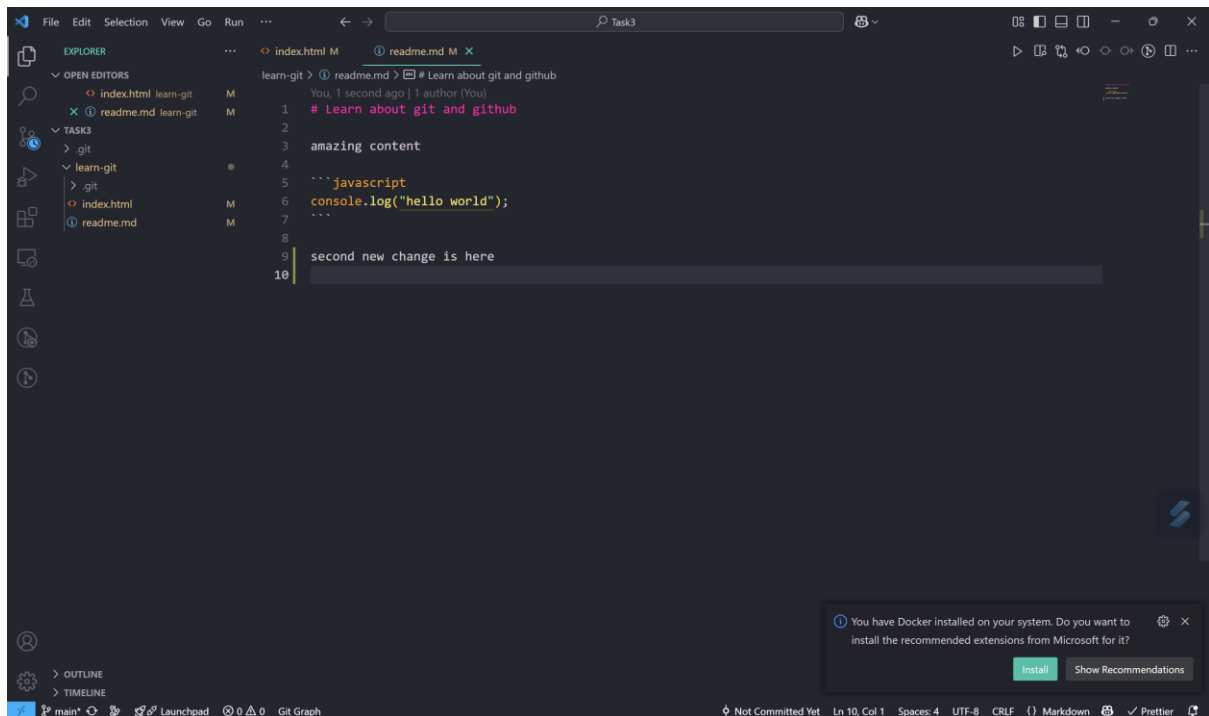 File Edit Selection View Go Run ··· Task3
EXPLORER ··· index.html M readme.md M
OPEN EDITORS
index.html learn-git M
readme.md learn-git M
TASK3
.git
learn-git
.git
index.html M
readme.md M
OUTLINE
TIMELINE
learn-git > readme.md > # Learn about git and github
You, 1 second ago | 1 author (You)
1 # Learn about git and github
2
3 amazing content
4
5 ```javascript
6 console.log("hello world");
7 ```
8
9 second new change is here
10
You have Docker installed on your system. Do you want to
install the recommended extensions from Microsoft for it?
Install Show Recommendations
main* Launchpad 0 0 Git Graph Not Committed Yet Ln 10, Col 1 Spaces: 4 UTF-8 CRLF {} Markdown Prettier